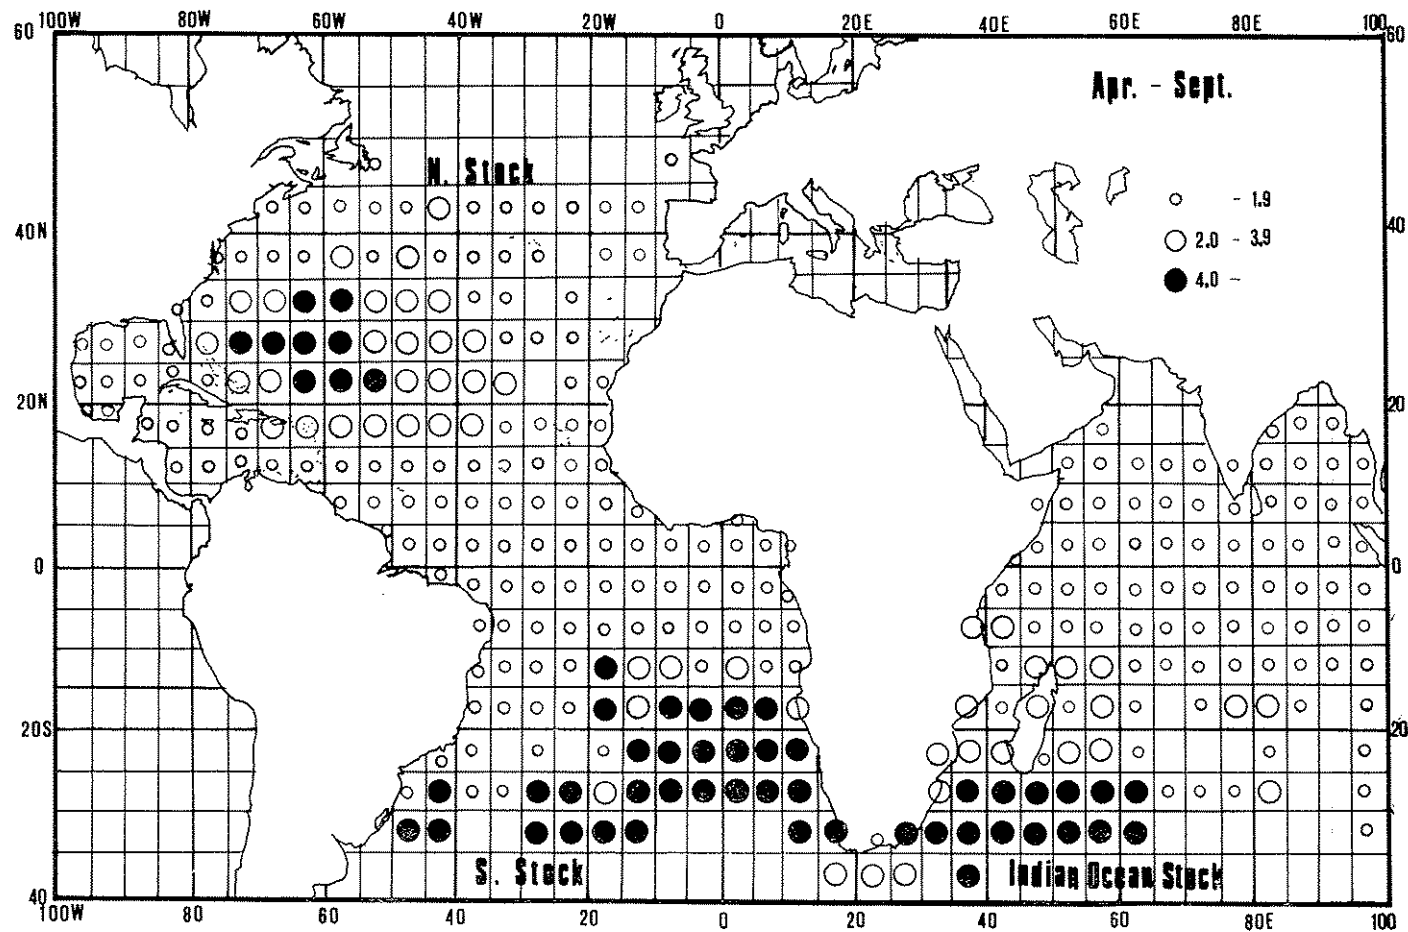 100W 80W 60W 40W 20W 0 20E 40E 60E 80E 100
60 60
Apr. - Sept.
N. Stock
- 1.9
40N 40
2.0 - 3.9
4.0 -
20N 20
0 0
20S 20
S. Stock Indian Ocean Stock
40
100W 80 60 40 20 0 20 40 60 80E 100